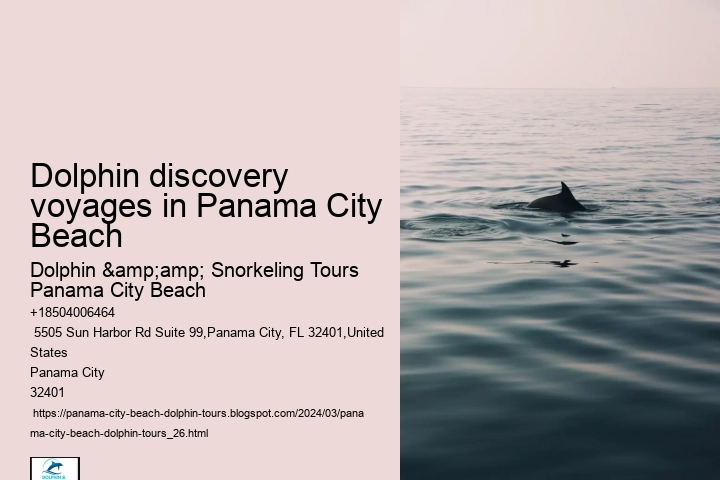 Dolphin discovery
voyages in Panama City
Beach
Dolphin &amp;amp; Snorkeling Tours
Panama City Beach
+18504006464
5505 Sun Harbor Rd Suite 99,Panama City, FL 32401,United
States
Panama City
32401
https://panama-city-beach-dolphin-tours.blogspot.com/2024/03/pana
ma-city-beach-dolphin-tours_26.html
DOLPHIN &